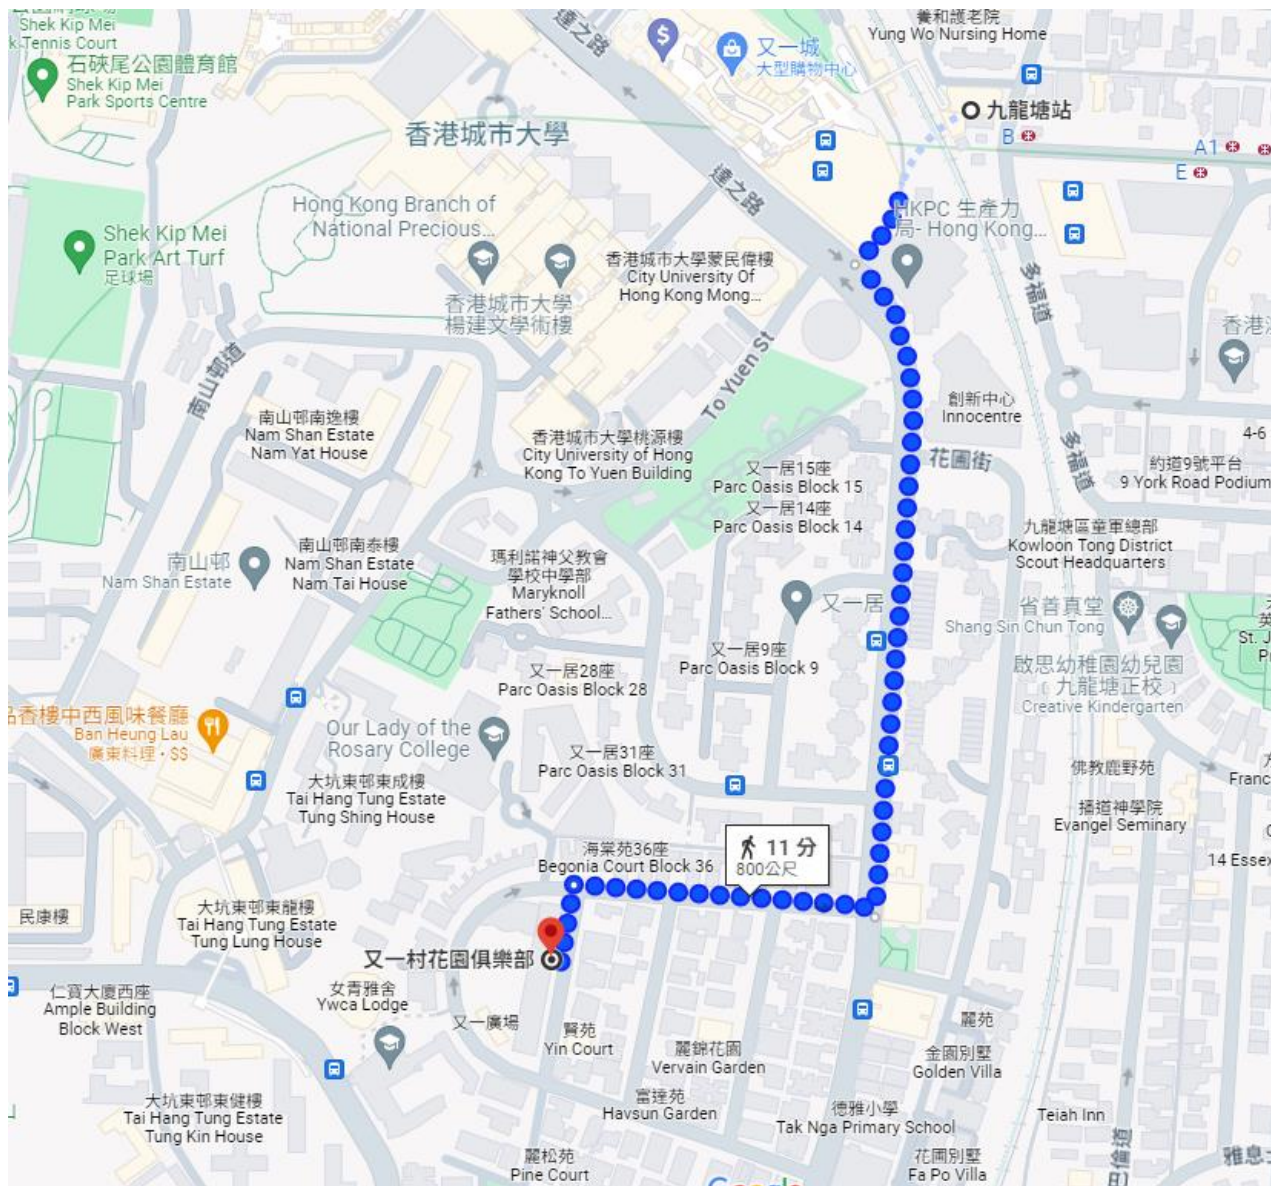 Shek Kip Mei
Tennis Court
石硤尾公園體育館
Shek Kip Mei
Park Sports Centre
達之路
又一城
大型購物中心
養和護老院
Yung Wo Nursing Home
九龍塘站
B
A1
E
香港城市大學
達之路
HKPC 生產力
局- Hong Kong...
Hong Kong Branch of
National Precious...
Shek Kip Mei
Park Art Turf
足球場
香港城市大學蒙民偉樓
City University Of
Hong Kong Mong...
香港城市大學
楊建文學術樓
多福道
南山邨道
To Yuen St
創新中心
Innocentre
南山邨南逸樓
Nam Shan Estate
Nam Yat House
香港城市大學桃源樓
City University of Hong
Kong To Yuen Building
又一居15座
Parc Oasis Block 15
又一居14座
Parc Oasis Block 14
花圃街
多福道
4-6
約道9號平台
9 York Road Podium
南山邨
Nam Shan Estate
南山邨南泰樓
Nam Shan Estate
Nam Tai House
瑪利諾神父教會
學校中學部
Maryknoll
Fathers' School...
九龍塘區童軍總部
Kowloon Tong District
Scout Headquarters
又一居
省善真堂
Shang Sin Chun Tong
St. J
又一居9座
Parc Oasis Block 9
又一居28座
Parc Oasis Block 28
啟思幼稚園幼兒園
﹝九龍塘正校﹞
Creative Kindergarten
品香樓中西風味餐廳
Ban Heung Lau
廣東料理・$$
Our Lady of the
Rosary College
又一居31座
Parc Oasis Block 31
大坑東邨東成樓
Tai Hang Tung Estate
Tung Shing House
佛教鹿野苑
Franc
播道神學院
Evangel Seminary
11 分
800公尺
海棠苑36座
Begonia Court Block 36
14 Essex
民康樓
大坑東邨東龍樓
Tai Hang Tung Estate
Tung Lung House
又一村花園俱樂部
仁寶大廈西座
Ample Building
Block West
女青雅舍
Ywca Lodge
又一廣場
賢苑
Yin Court
麗錦花園
Vervain Garden
麗苑
金園別墅
Golden Villa
大坑東邨東健樓
Tai Hang Tung Estate
Tung Kin House
富達苑
Havsun Garden
德雅小學
Tak Nga Primary School
Teiah Inn
麗松苑
Pine Court
花圃別墅
Fa Po Villa
巴倫道
雅息士
Google